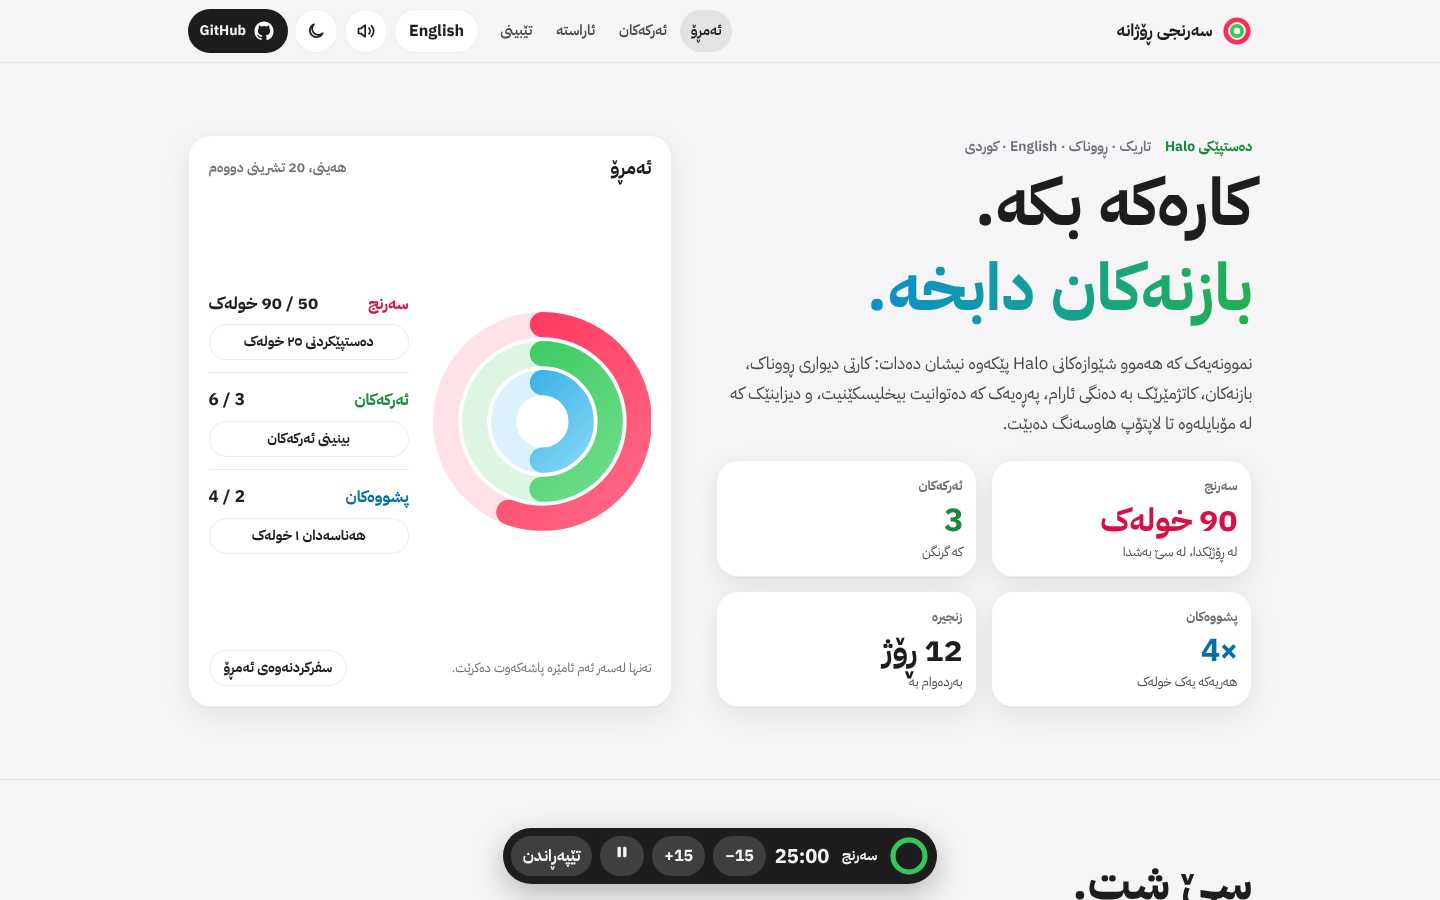 سەرنجی ڕۆژانە
ئەمڕۆ
ئەرکەکان
ئاراستە
تێبینی
English
GitHub
دەستپێکی Halo
تاریک · ڕووناک · English · کوردی
کارەکە بکە.
بازنەکان دابخە.
نموونەیەک کە هەموو شێوازەکانی Halo پێکەوە نیشان دەدات: کارتی دیواری ڕووناک،
بازنەکان، کاتژمێرێک بە دەنگی ئارام، پەڕەیەک کە دەتوانیت بیخلیسکێنیت، و دیزاینێک کە
لە مۆبایلەوە تا لاپتۆپ هاوسەنگ دەبێت.
سەرنج
90 خولەک
لە ڕۆژێکدا، لە سێ بەشدا
ئەرکەکان
3
کە گرنگن
پشووەکان
4×
هەریەکە یەک خولەک
زنجیرە
12 ڕۆژ
بەردەوام بە
ئەمڕۆ
هەینی، 20 تشرینی دووەم
سەرنج
50 / 90 خولەک
دەستپێکردنی ٢٥ خولەک
ئەرکەکان
3 / 6
بینینی ئەرکەکان
پشووەکان
2 / 4
هەناسەدان ١ خولەک
تەنها لەسەر ئەم ئامێرە پاشەکەوت دەکرێت.
سفرکردنەوەی ئەمڕۆ
سەرنج
25:00
−15
+15
تێپەڕاندن
سێ شت.